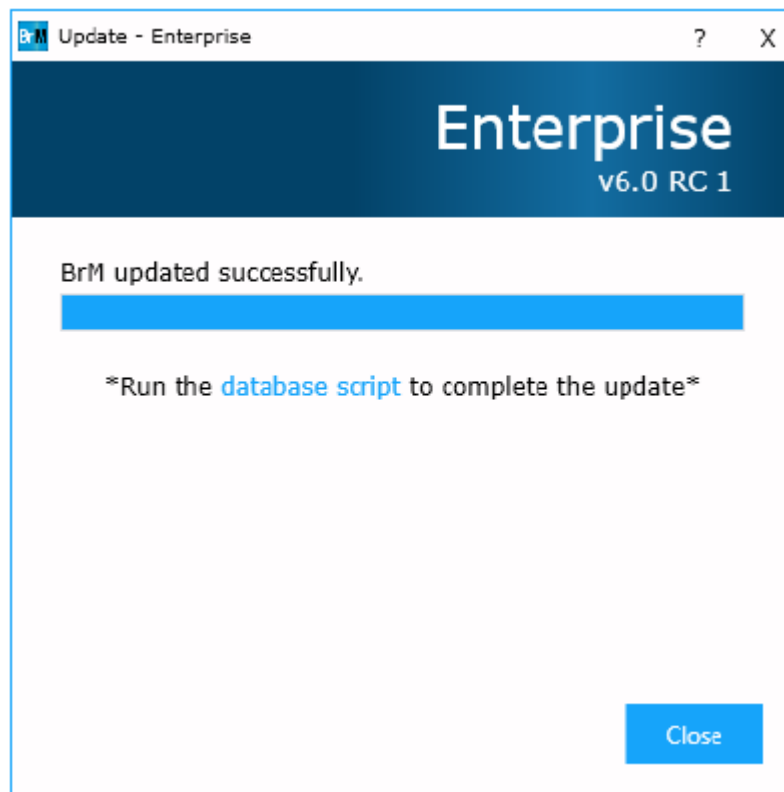 BrM Update - Enterprise ? X
Enterprise
v6.0 RC 1
BrM updated successfully.
*Run the database script to complete the update*
Close